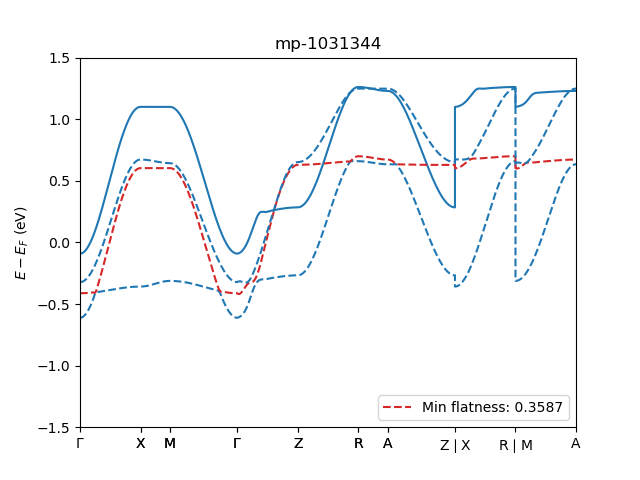 mp-1031344
E − E_F (eV)
1.5
1.0
0.5
0.0
−0.5
−1.0
−1.5
Γ X M Γ Z R A Z | X R | M A
Min flatness: 0.3587